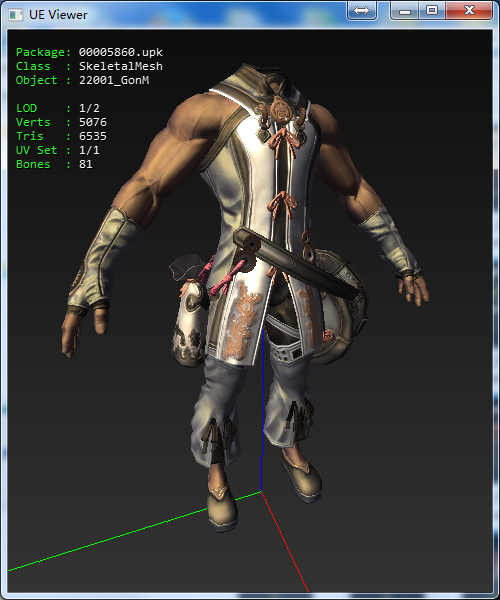 UE Viewer
Package: 00005860.upk
Class  : SkeletalMesh
Object : 22001_GonM
LOD    : 1/2
Verts  : 5076
Tris   : 6535
UV Set : 1/1
Bones  : 81